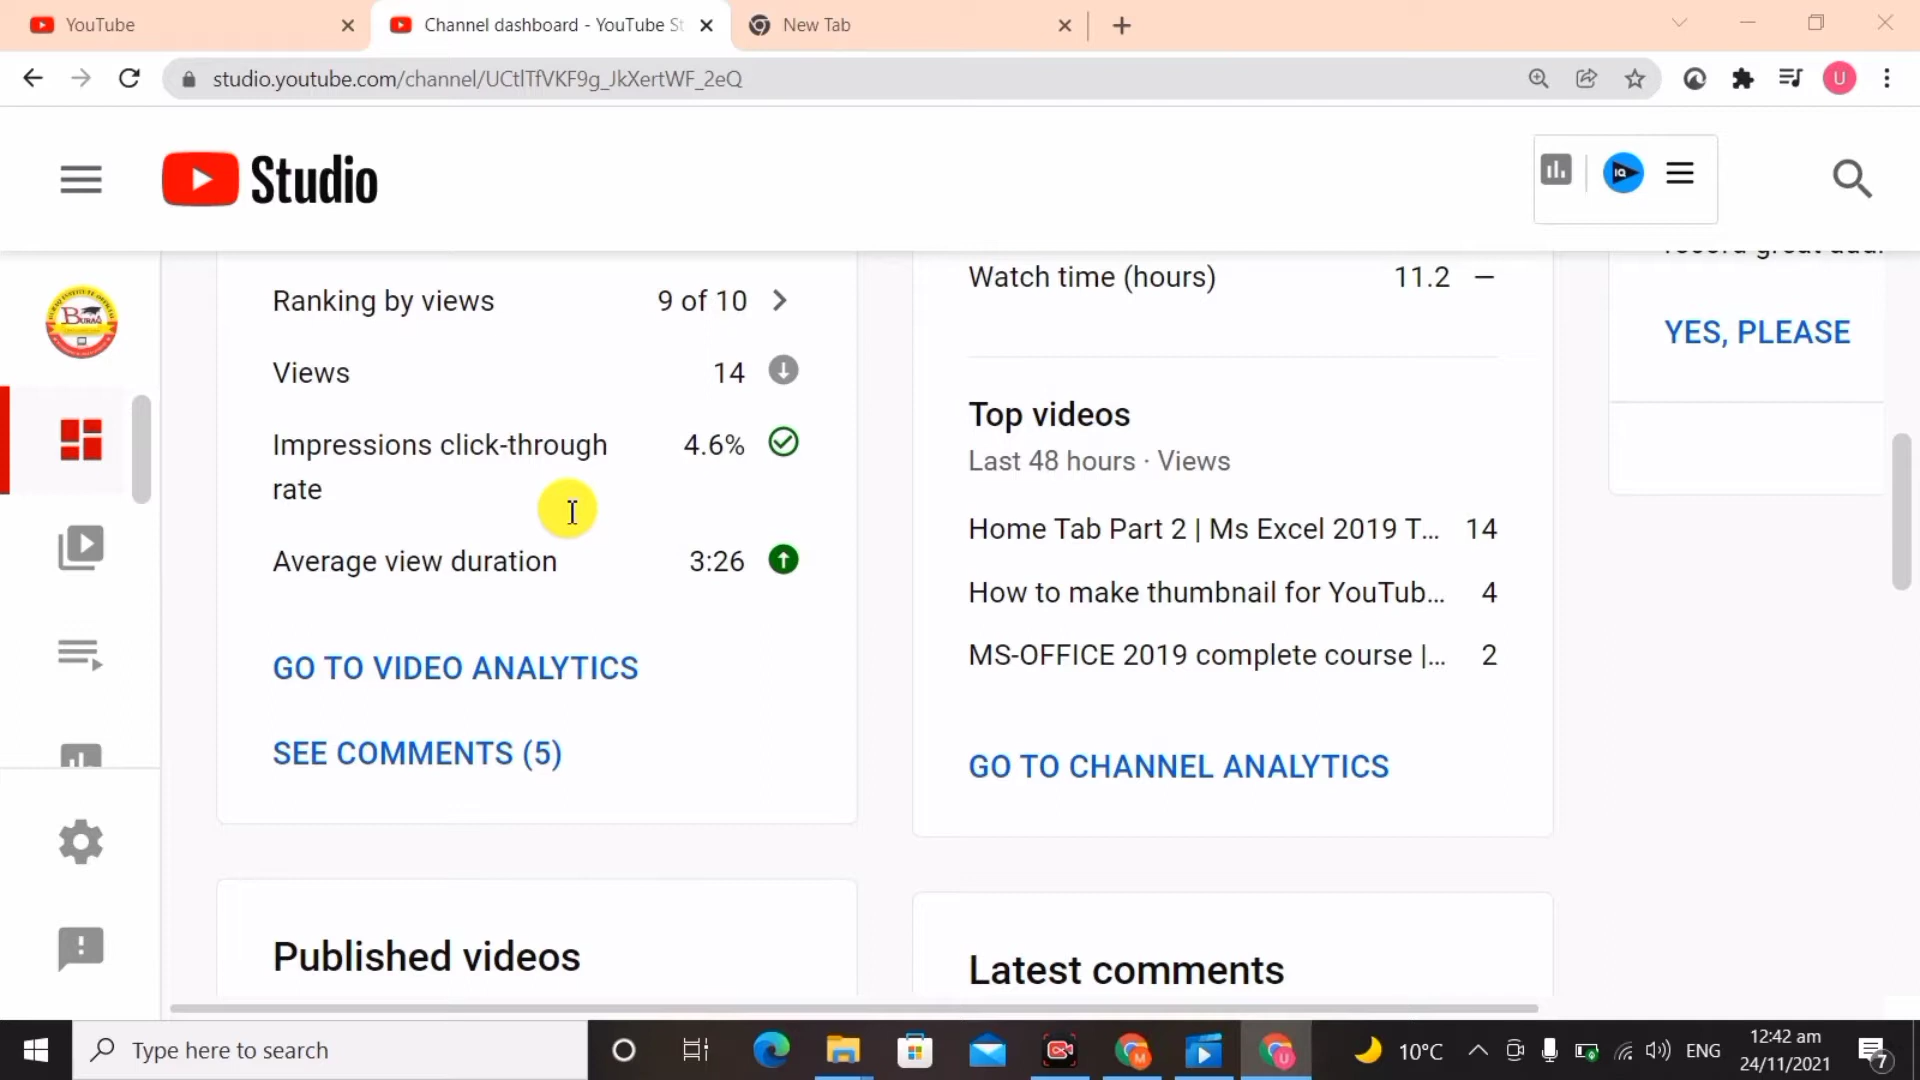 YouTube
Channel dashboard - YouTube St
New Tab
studio.youtube.com/channel/UCtlTfVKF9g_JkXertWF_2eQ
U
Studio
IQ
Ranking by views 9 of 10
Views 14
Impressions click-through rate 4.6%
Average view duration 3:26
GO TO VIDEO ANALYTICS
SEE COMMENTS (5)
Published videos
Watch time (hours) 11.2 —
Top videos
Last 48 hours · Views
Home Tab Part 2 | Ms Excel 2019 T... 14
How to make thumbnail for YouTub... 4
MS-OFFICE 2019 complete course |... 2
GO TO CHANNEL ANALYTICS
Latest comments
YES, PLEASE
BURAQ
Type here to search
10°C
ENG
12:42 am
24/11/2021
7